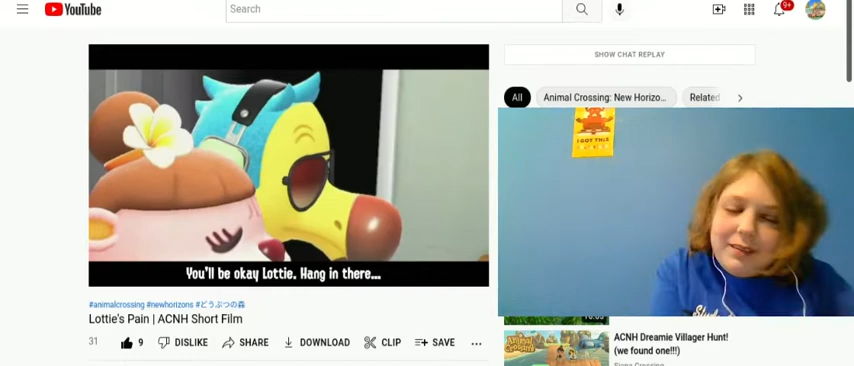 YouTube
Search
9+
SHOW CHAT REPLAY
All
Animal Crossing: New Horizo...
Related
I GOT THIS
You'll be okay Lottie. Hang in there...
#animalcrossing #newhorizons #どうぶつの森
Lottie's Pain | ACNH Short Film
31
9
DISLIKE
SHARE
DOWNLOAD
CLIP
SAVE
ACNH Dreamie Villager Hunt!
(we found one!!!)